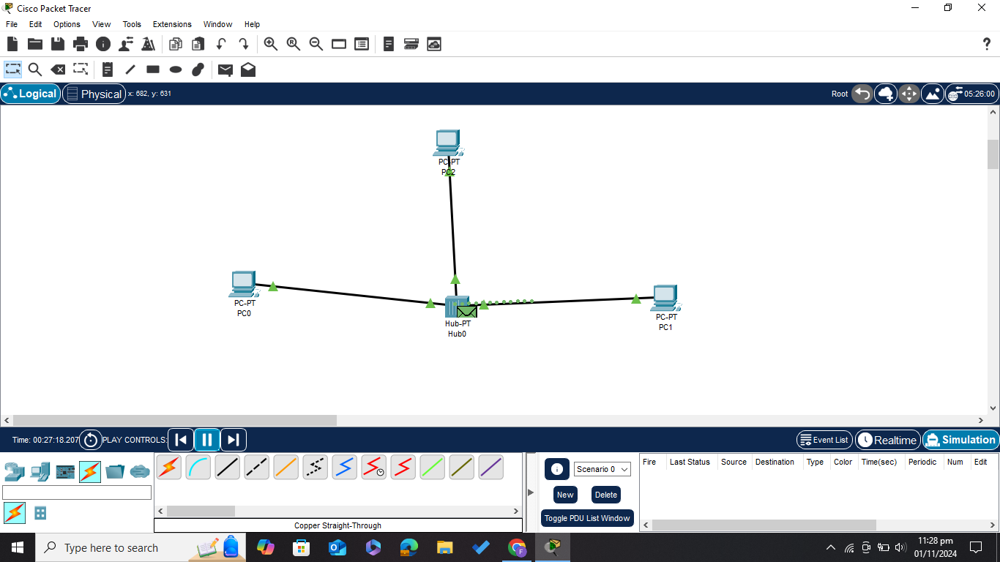 Cisco Packet Tracer
File Edit Options View Tools Extensions Window Help
Logical Physical x: 682, y: 631 Root 05:26:00
PC-PT
PC2
PC-PT
PC0
Hub-PT
Hub0
PC-PT
PC1
Time: 00:27:18.207 PLAY CONTROLS: Event List Realtime Simulation
Scenario 0
New Delete
Toggle PDU List Window
Fire Last Status Source Destination Type Color Time(sec) Periodic Num Edit
Copper Straight-Through
Type here to search
11:28 pm
01/11/2024